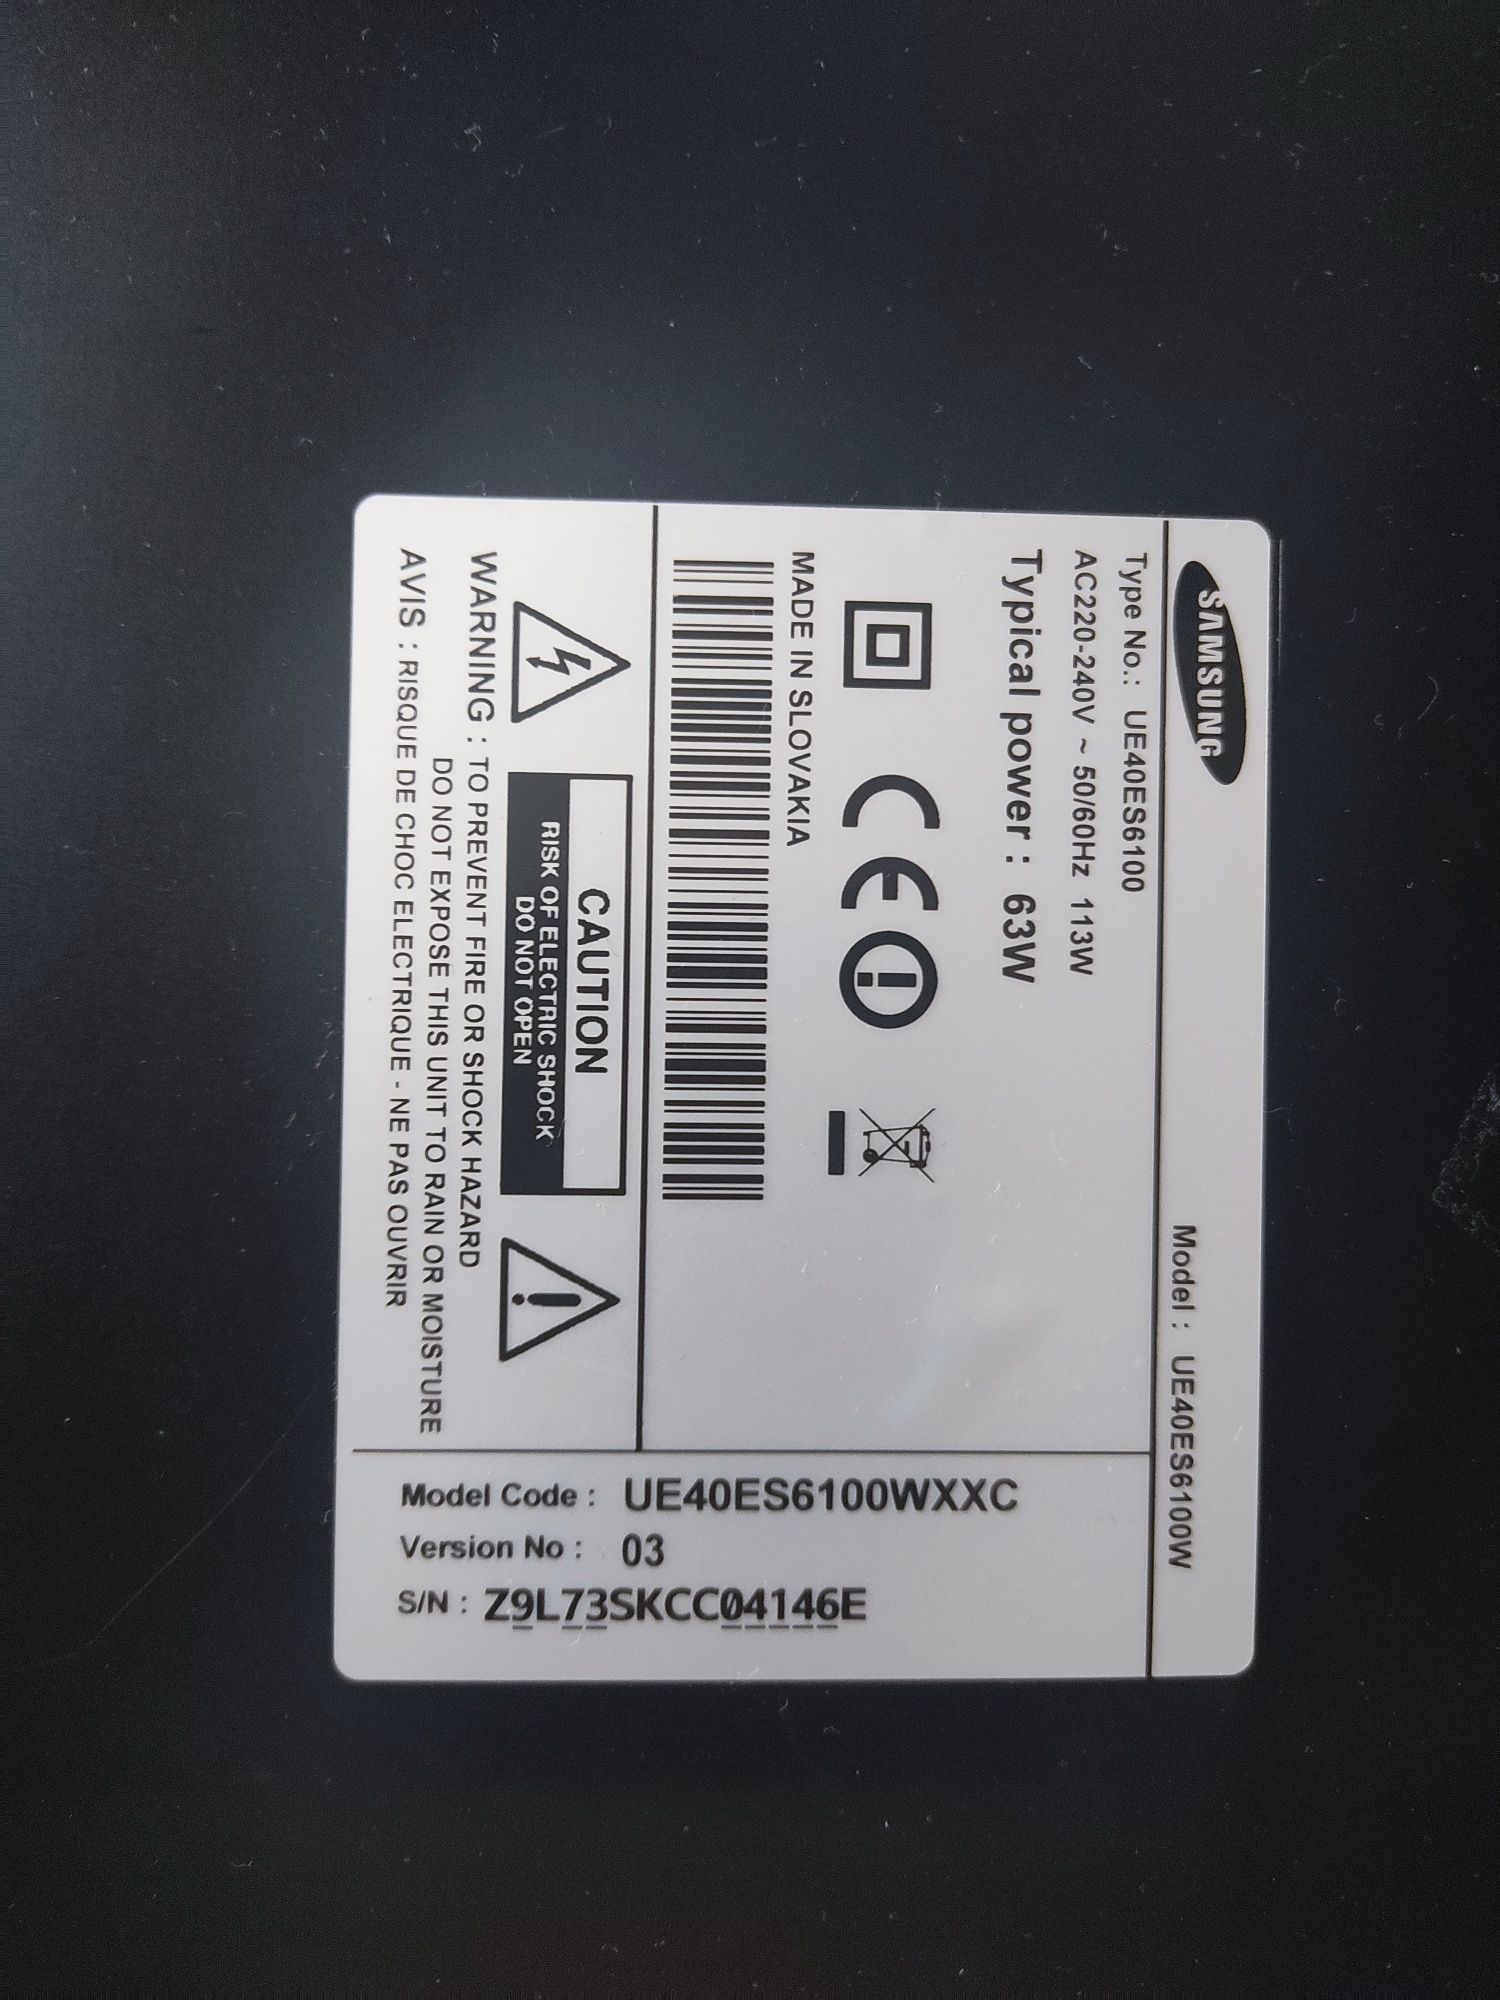 SAMSUNG
Model : UE40ES6100W
Type No.: UE40ES6100
AC220-240V ~ 50/60Hz 113W
Typical power : 63W
MADE IN SLOVAKIA
CAUTION
RISK OF ELECTRIC SHOCK
DO NOT OPEN
WARNING : TO PREVENT FIRE OR SHOCK HAZARD
DO NOT EXPOSE THIS UNIT TO RAIN OR MOISTURE
AVIS : RISQUE DE CHOC ELECTRIQUE - NE PAS OUVRIR
Model Code : UE40ES6100WXXC
Version No : 03
S/N : Z9L73SKCC04146E